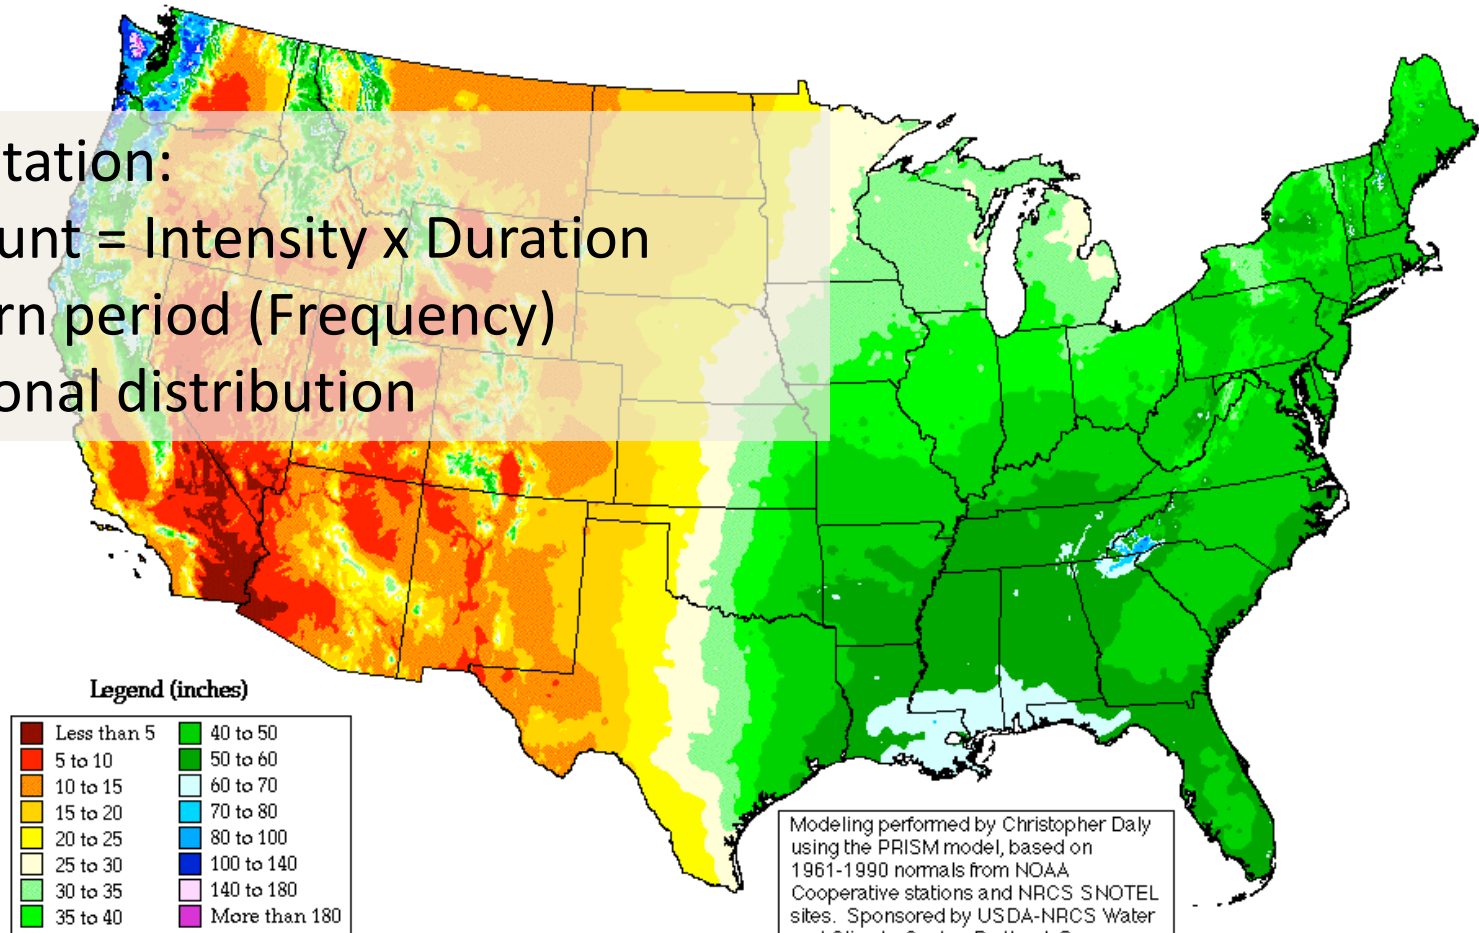 tation:
unt = Intensity x Duration
rn period (Frequency)
onal distribution
Legend (inches)
Less than 5
5 to 10
10 to 15
15 to 20
20 to 25
25 to 30
30 to 35
35 to 40
40 to 50
50 to 60
60 to 70
70 to 80
80 to 100
100 to 140
140 to 180
More than 180
Modeling performed by Christopher Daly
using the PRISM model, based on
1961-1990 normals from NOAA
Cooperative stations and NRCS SNOTEL
sites. Sponsored by USDA-NRCS Water